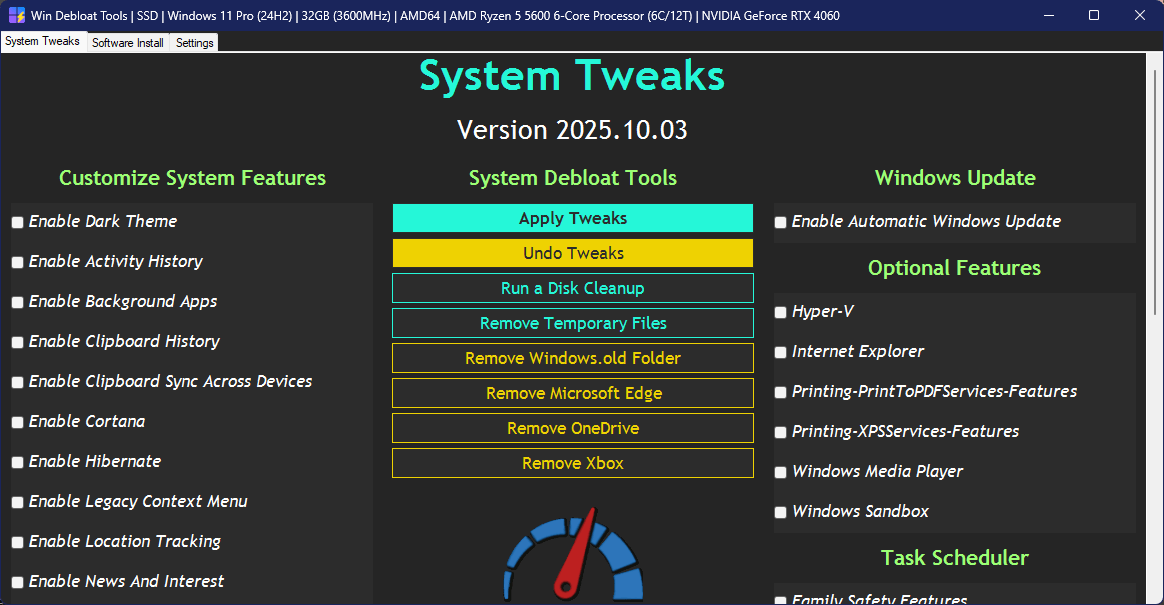 Win Debloat Tools | SSD | Windows 11 Pro (24H2) | 32GB (3600MHz) | AMD64 | AMD Ryzen 5 5600 6-Core Processor (6C/12T) | NVIDIA GeForce RTX 4060
System Tweaks
Software Install
Settings
System Tweaks
Version 2025.10.03
Customize System Features
Enable Dark Theme
Enable Activity History
Enable Background Apps
Enable Clipboard History
Enable Clipboard Sync Across Devices
Enable Cortana
Enable Hibernate
Enable Legacy Context Menu
Enable Location Tracking
Enable News And Interest
System Debloat Tools
Apply Tweaks
Undo Tweaks
Run a Disk Cleanup
Remove Temporary Files
Remove Windows.old Folder
Remove Microsoft Edge
Remove OneDrive
Remove Xbox
Windows Update
Enable Automatic Windows Update
Optional Features
Hyper-V
Internet Explorer
Printing-PrintToPDFServices-Features
Printing-XPSServices-Features
Windows Media Player
Windows Sandbox
Task Scheduler
Family Safety Features